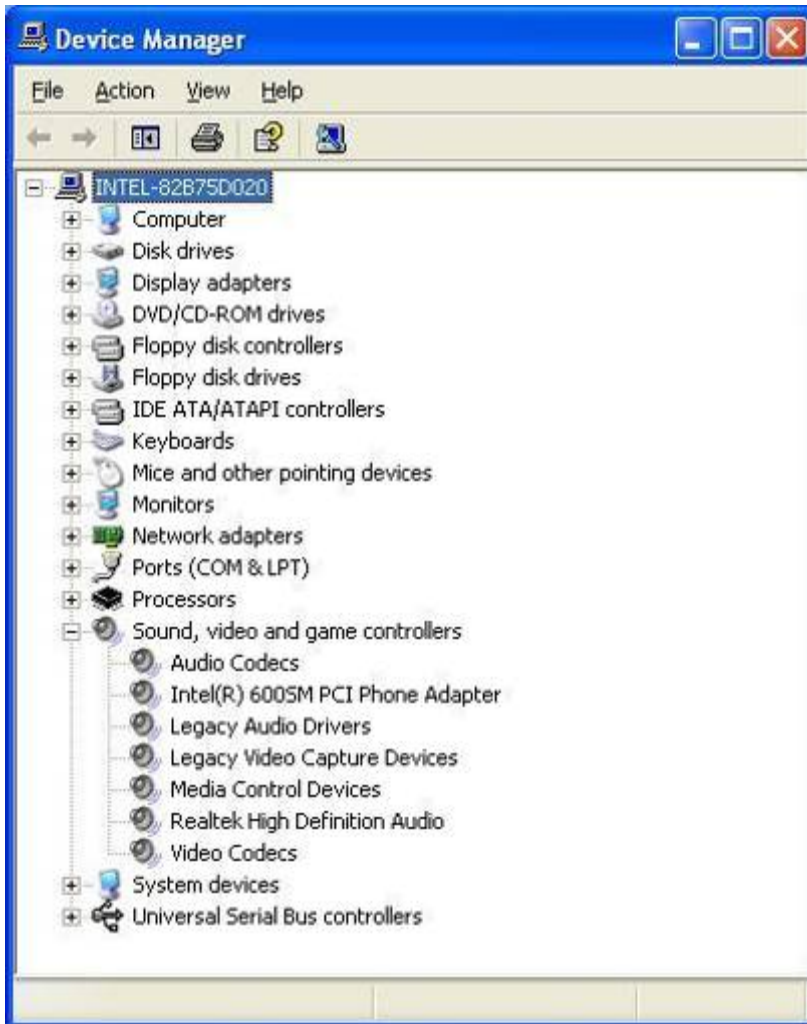 Device Manager
File Action View Help
INTEL-82B75D020
Computer
Disk drives
Display adapters
DVD/CD-ROM drives
Floppy disk controllers
Floppy disk drives
IDE ATA/ATAPI controllers
Keyboards
Mice and other pointing devices
Monitors
Network adapters
Ports (COM & LPT)
Processors
Sound, video and game controllers
Audio Codecs
Intel(R) 600SM PCI Phone Adapter
Legacy Audio Drivers
Legacy Video Capture Devices
Media Control Devices
Realtek High Definition Audio
Video Codecs
System devices
Universal Serial Bus controllers